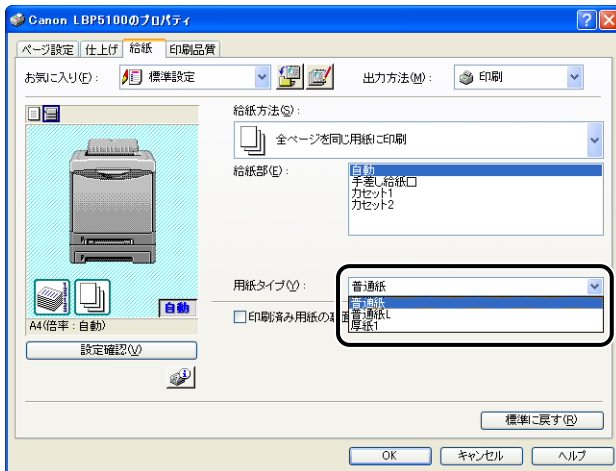 Canon LBP5100のプロパティ
ページ設定 仕上げ 給紙 印刷品質
お気に入り(F): 標準設定 出力方法(M): 印刷
給紙方法(S):
全ページを同じ用紙に印刷
給紙部(E): 自動
手差し給紙口
カセット1
カセット2
自動
A4(倍率:自動)
設定確認(V)
用紙タイプ(Y): 普通紙
普通紙
普通紙L
厚紙1
印刷済み用紙の裏面
標準に戻す(R)
OK キャンセル ヘルプ